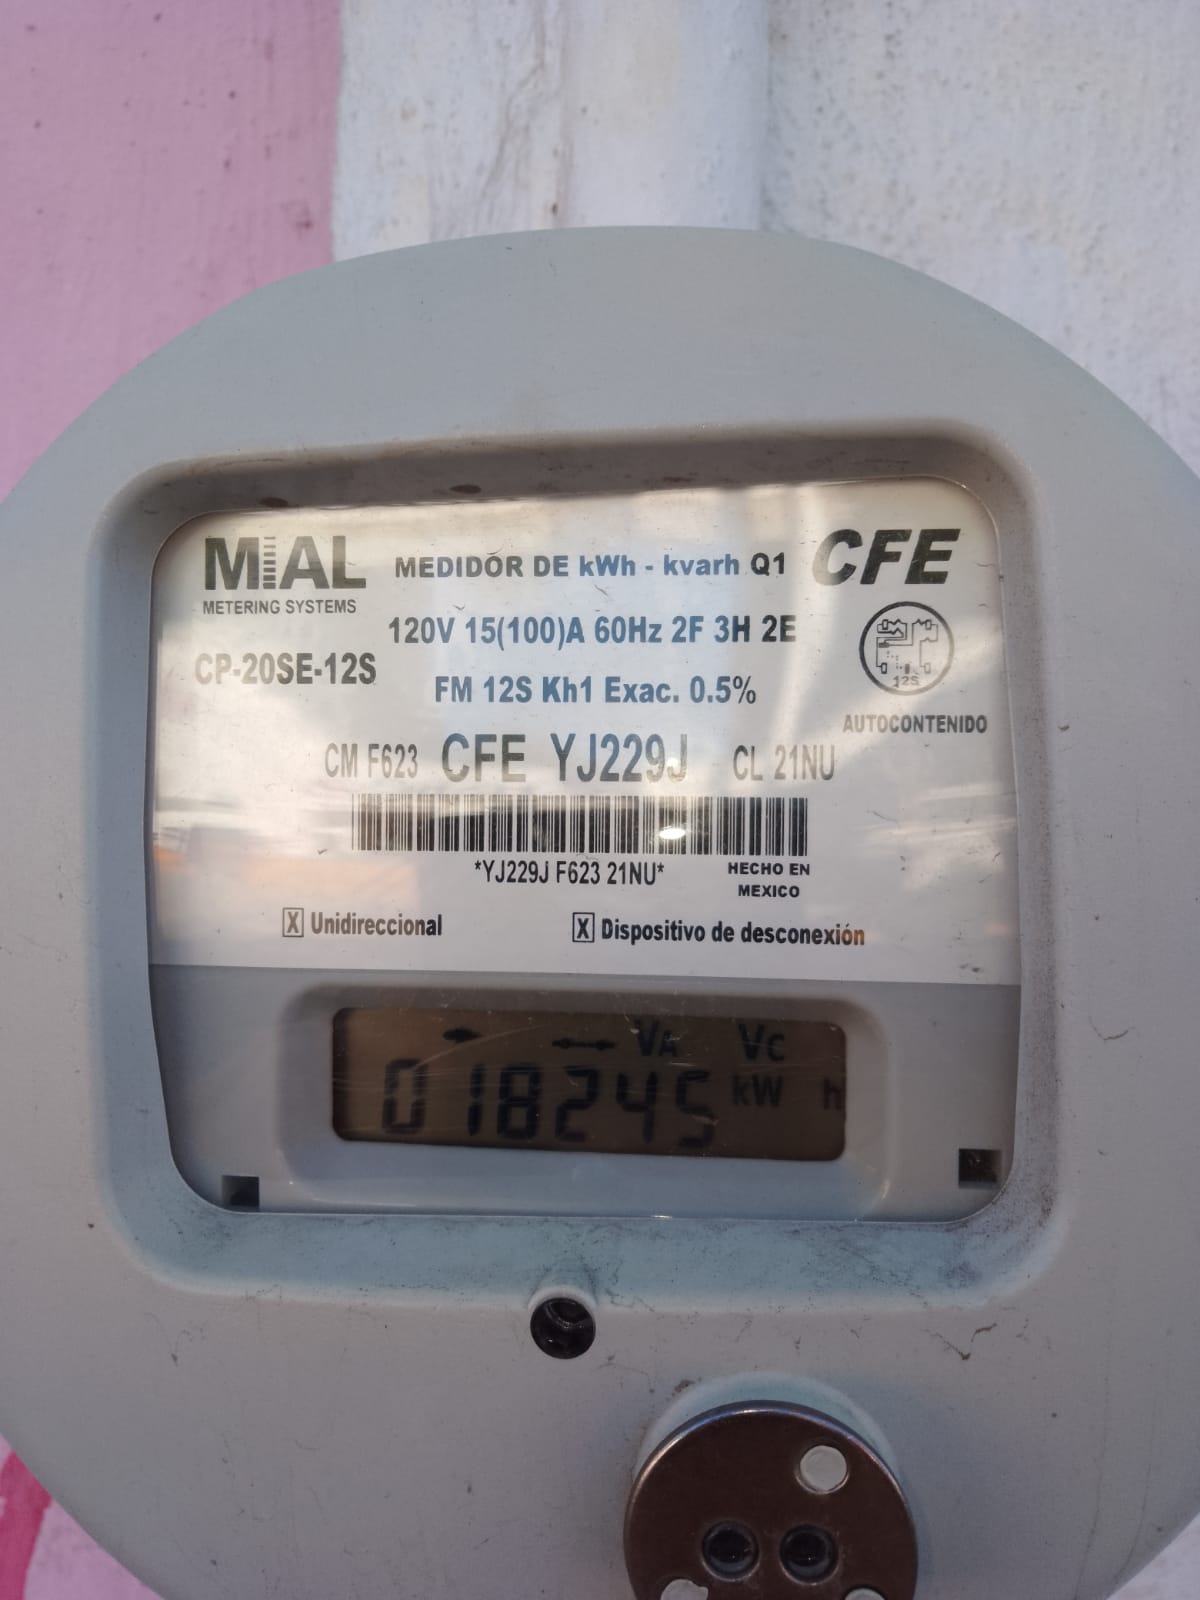 MIAL
METERING SYSTEMS
MEDIDOR DE kWh - kvarh Q1
CFE
120V 15(100)A 60Hz 2F 3H 2E
CP-20SE-12S
FM 12S Kh1 Exac. 0.5%
12S
AUTOCONTENIDO
CM F623 CFE YJ229J CL 21NU
*YJ229J F623 21NU*
HECHO EN
MEXICO
X Unidireccional
X Dispositivo de desconexión
VA VC
018245 kW h